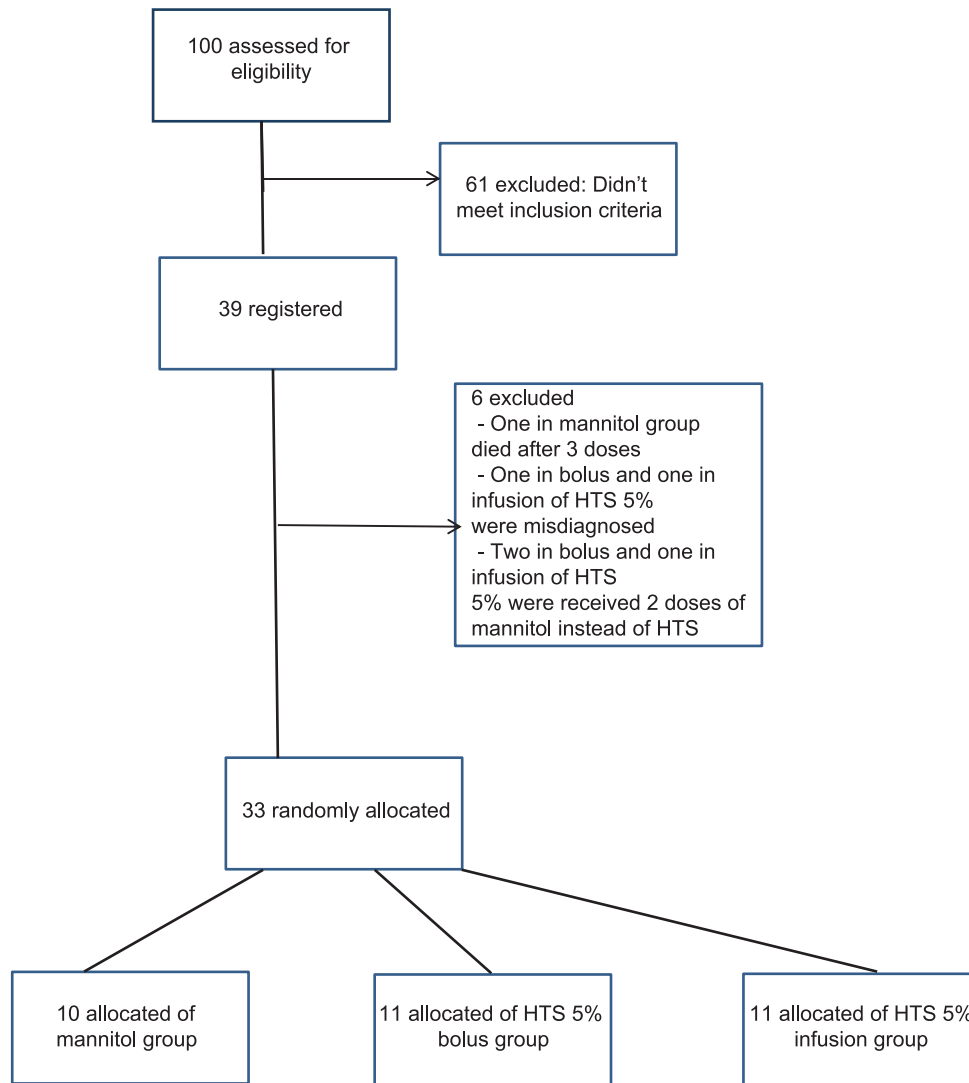 100 assessed for
eligibility
61 excluded: Didn’t
meet inclusion criteria
39 registered
6 excluded
- One in mannitol group
died after 3 doses
- One in bolus and one in
infusion of HTS 5%
were misdiagnosed
- Two in bolus and one in
infusion of HTS
5% were received 2 doses of
mannitol instead of HTS
33 randomly allocated
10 allocated of
mannitol group
11 allocated of HTS 5%
bolus group
11 allocated of HTS 5%
infusion group